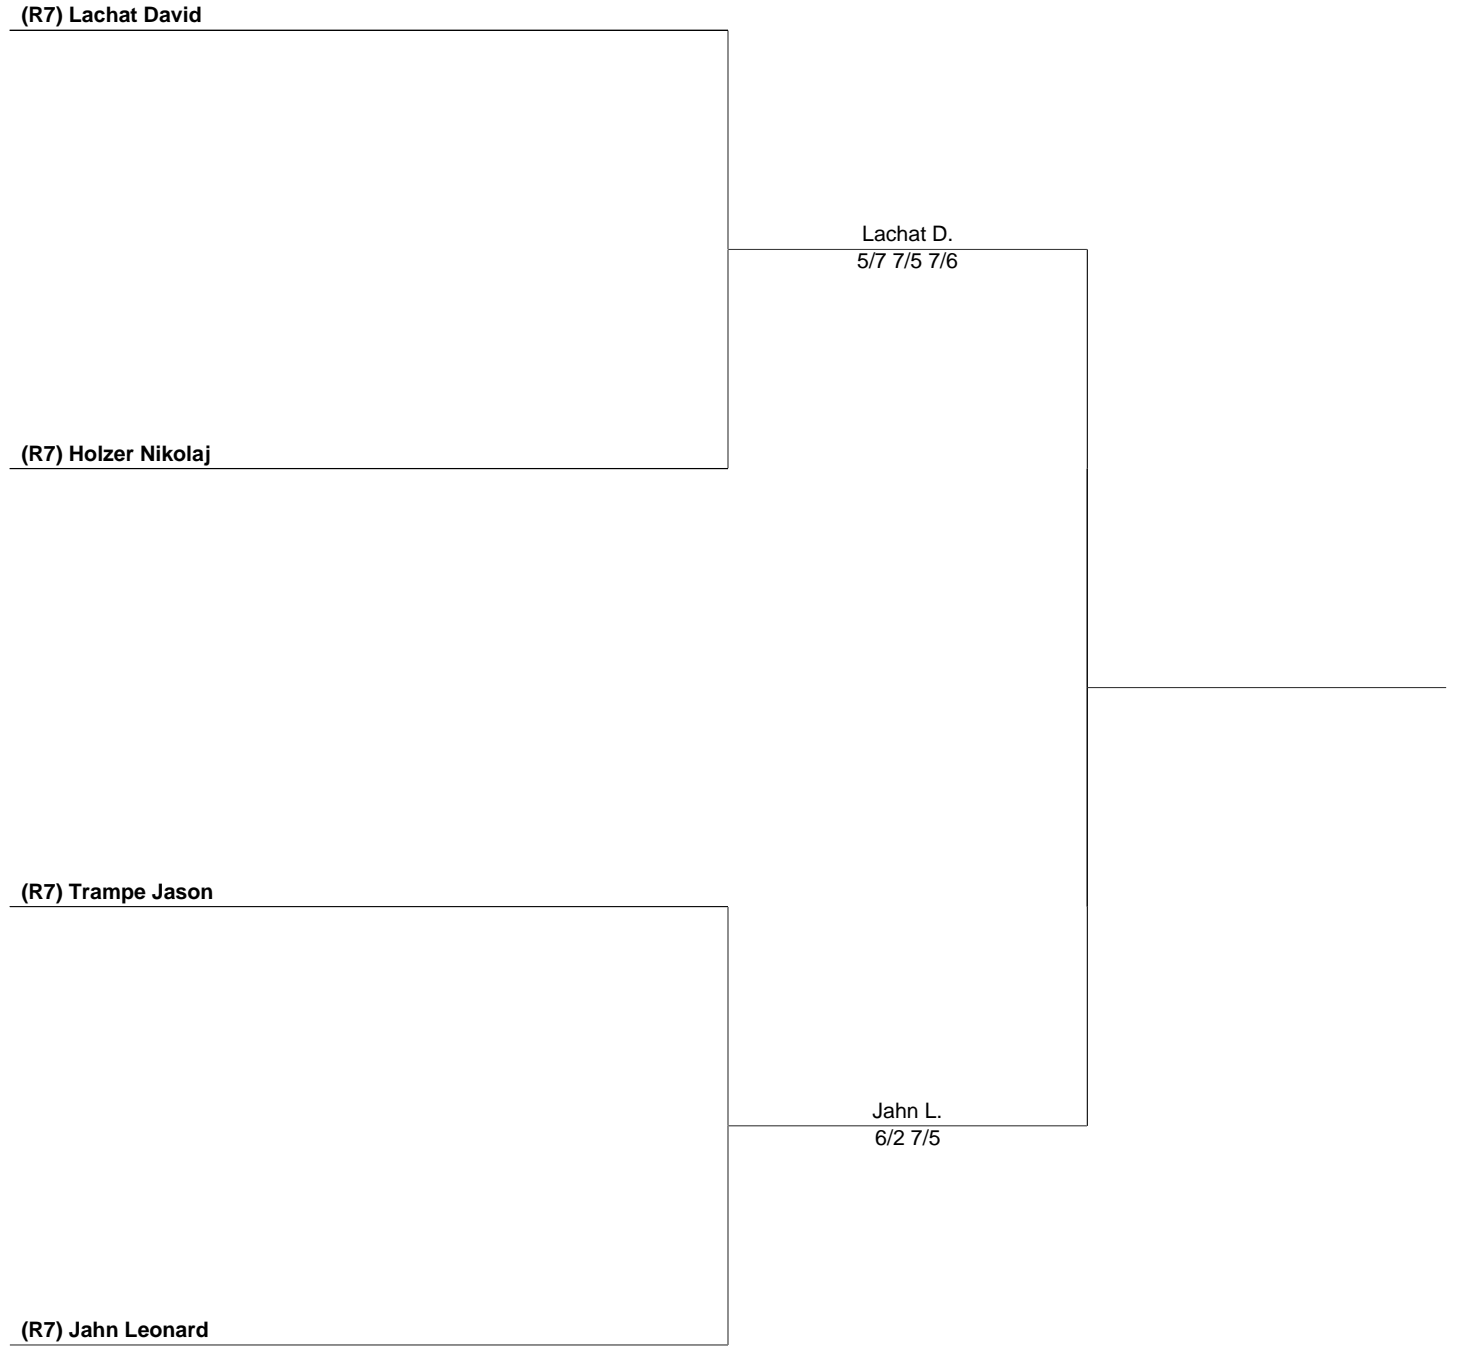 (R7) Lachat David
Lachat D.
5/7 7/5 7/6
(R7) Holzer Nikolaj
(R7) Trampe Jason
Jahn L.
6/2 7/5
(R7) Jahn Leonard